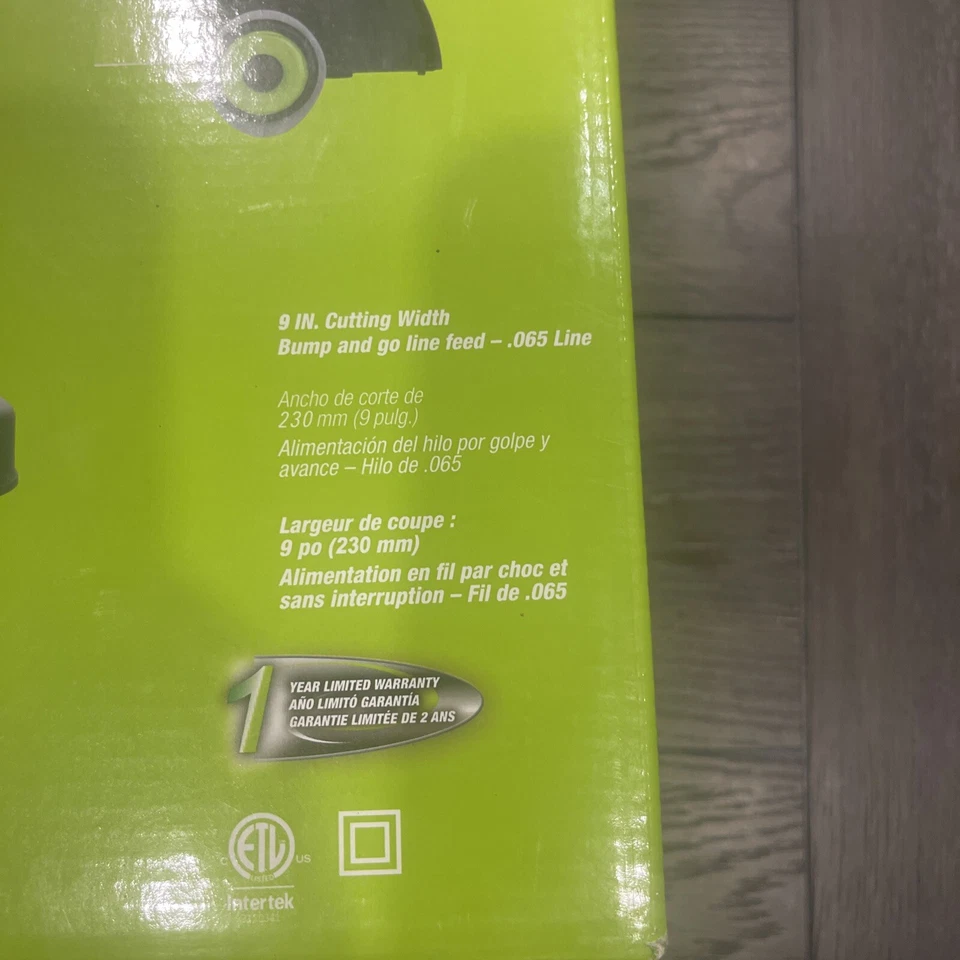 9 IN. Cutting Width
Bump and go line feed – .065 Line
Ancho de corte de
230 mm (9 pulg.)
Alimentación del hilo por golpe y
avance – Hilo de .065
Largeur de coupe :
9 po (230 mm)
Alimentation en fil par choc et
sans interruption – Fil de .065
1
YEAR LIMITED WARRANTY
AÑO LIMITÓ GARANTÍA
GARANTIE LIMITÉE DE 2 ANS
C ETL US
LISTED
Intertek